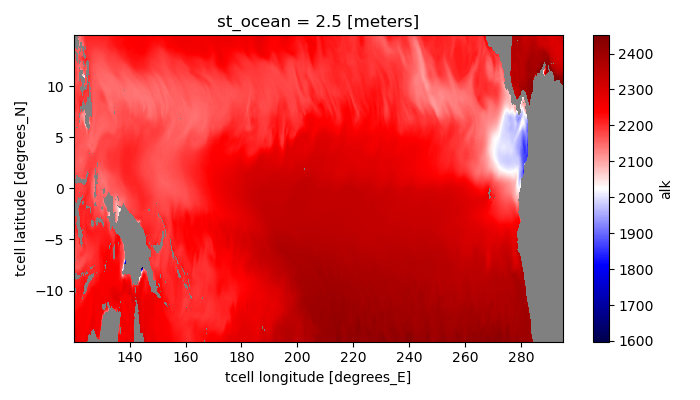 st_ocean = 2.5 [meters]
10
5
0
−5
−10
tcell latitude [degrees_N]
140 160 180 200 220 240 260 280
tcell longitude [degrees_E]
2400
2300
2200
2100
2000
1900
1800
1700
1600
alk